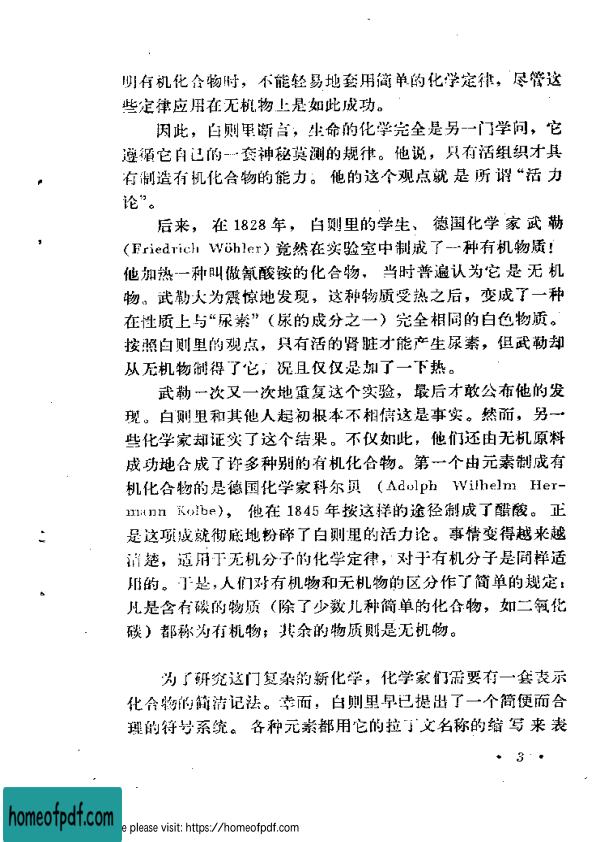 明有机化合物时，不能轻易地套用简单的化学定律，尽管这
些定律应用在无机物上是如此成功。
因此，白则里断言，生命的化学完全是另一门学问，它
遵循它自己的一套神秘莫测的规律。他说，只有活组织才具
有制造有机化合物的能力。他的这个观点就是所谓“活力
论”。
后来，在1828年，白则里的学生、德国化学家武勒
(Friedrich Wöhler) 竟然在实验室中制成了一种有机物质！
他加热一种叫做氰酸铵的化合物，当时普遍认为它是无机
物。武勒大为震惊地发现，这种物质受热之后，变成了一种
在性质上与“尿素”（尿的成分之一）完全相同的白色物质。
按照白则里的观点，只有活的肾脏才能产生尿素，但武勒却
从无机物制得了它，况且仅仅是加了一下热。
武勒一次又一次地重复这个实验，最后才敢公布他的发
现。白则里和其他人起初根本不相信这是事实。然而，另一
些化学家却证实了这个结果。不仅如此，他们还由无机原料
成功地合成了许多种别的有机化合物。第一个由元素制成有
机化合物的是德国化学家科尔贝 (Adolph Wilhelm Her-
mann Kolbe)，他在1845年按这样的途径制成了醋酸。正
是这项成就彻底地粉碎了白则里的活力论。事情变得越来越
清楚，适用于无机分子的化学定律，对于有机分子是同样适
用的。于是，人们对有机物和无机物的区分作了简单的规定：
凡是含有碳的物质（除了少数几种简单的化合物，如二氧化
碳）都称为有机物；其余的物质则是无机物。
为了研究这门复杂的新化学，化学家们需要有一套表示
化合物的简洁记法。幸而，白则里早已提出了一个简便而合
理的符号系统。各种元素都用它的拉丁文名称的缩写来表
• 3 •
homeofpdf.com
e please visit: https://homeofpdf.com